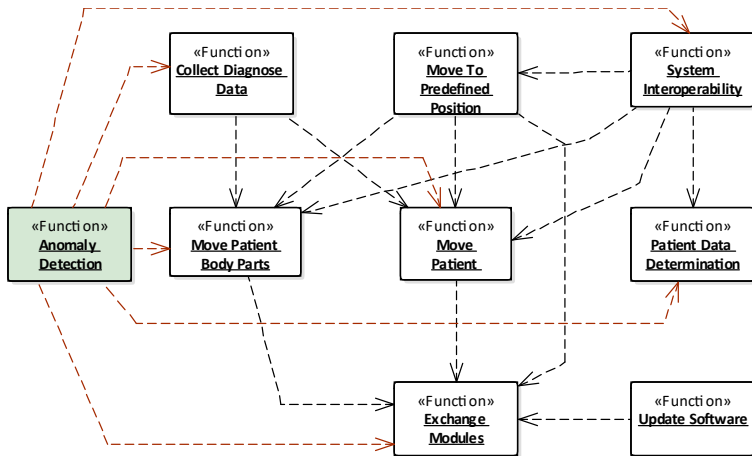 «Function»
Collect Diagnose
Data
«Function»
Move To
Predefined
Position
«Function»
System
Interoperability
«Function»
Anomaly
Detection
«Function»
Move Patient
Body Parts
«Function»
Move
Patient
«Function»
Patient Data
Determination
«Function»
Exchange
Modules
«Function»
Update Software